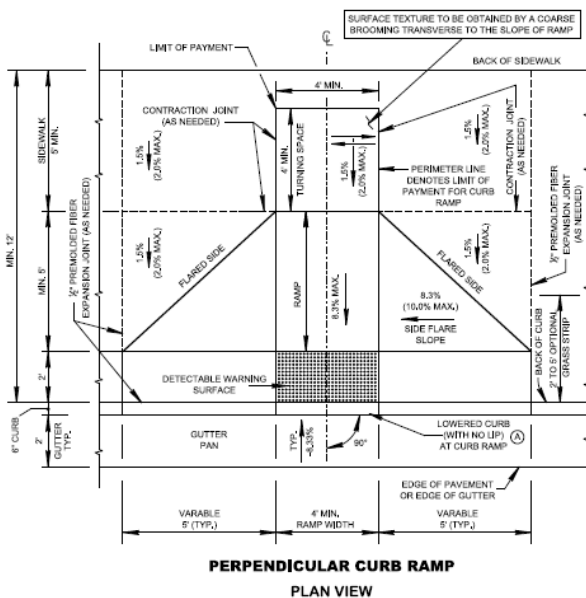 SURFACE TEXTURE TO BE OBTAINED BY A COARSE
BROOMING TRANSVERSE TO THE SLOPE OF RAMP
LIMIT OF PAYMENT
BACK OF SIDEWALK
4' MIN.
CONTRACTION JOINT
(AS NEEDED)
SIDEWALK
5' MIN.
1.5%
(2.0% MAX.)
4' MIN.
TURNING SPACE
1.5%
(2.0% MAX.)
PERIMETER LINE
DENOTES LIMIT OF
PAYMENT FOR CURB
RAMP
1.5%
(2.0% MAX.)
CONTRACTION JOINT
(AS NEEDED)
½" PREMOLDED FIBER
EXPANSION JOINT
(AS NEEDED)
MIN. 12'
MIN. 5'
½" PREMOLDED FIBER
EXPANSION JOINT (AS NEEDED)
1.5%
(2.0% MAX.)
FLARED SIDE
RAMP
8.3% MAX.
FLARED SIDE
1.5%
(2.0% MAX.)
8.3%
(10.0% MAX.)
SIDE FLARE
SLOPE
BACK OF CURB
2' TO 5' OPTIONAL
GRASS STRIP
2'
DETECTABLE WARNING
SURFACE
6" CURB
2'
GUTTER
TYP.
GUTTER
PAN
TYP.
-8.33%
90°
LOWERED CURB
(WITH NO LIP) A
AT CURB RAMP
EDGE OF PAVEMENT
OR EDGE OF GUTTER
VARABLE
5' (TYP.)
4' MIN.
RAMP WIDTH
VARABLE
5' (TYP.)
PERPENDICULAR CURB RAMP
PLAN VIEW